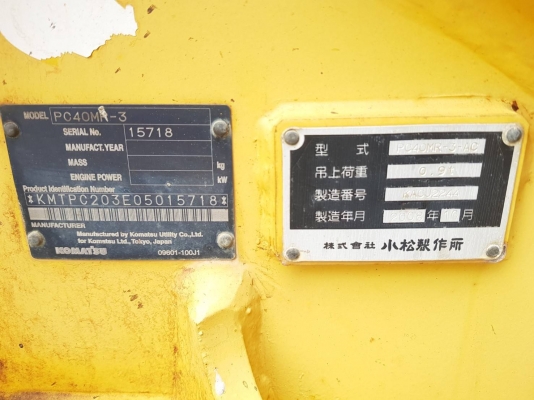 MODEL PC40MR-3
SERIAL No. 15718
MANUFACT.YEAR
MASS kg
ENGINE POWER kW
Product Identification Number
*KMTPC203E05015718*
MANUFACTURER
Manufactured by Komatsu Utility Co.,Ltd.
for Komatsu Ltd., Tokyo, Japan
KOMATSU 09601-100J1
型式
吊上荷重
製造番号
製造年月 年 月
株式會社 小松製作所